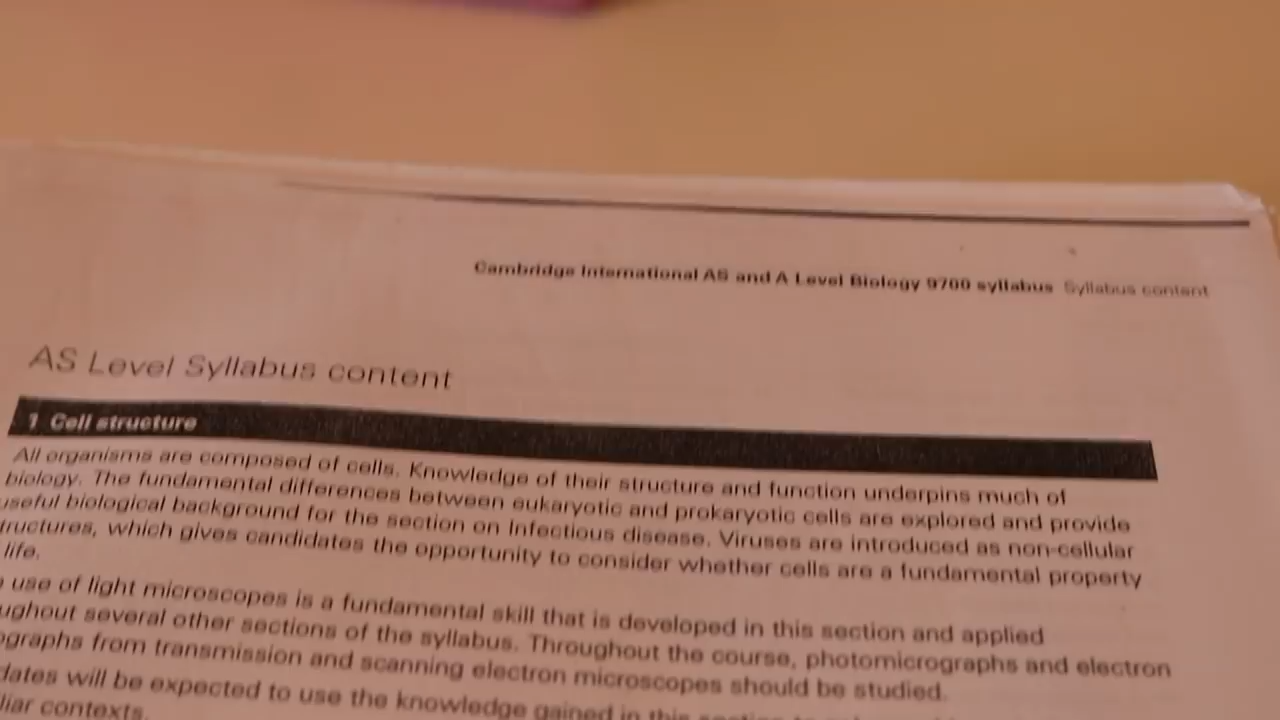 Cambridge International AS and A Level Biology 9700 syllabus Syllabus content
AS Level Syllabus content
1 Cell structure
All organisms are composed of cells. Knowledge of their structure and function underpins much of
biology. The fundamental differences between eukaryotic and prokaryotic cells are explored and provide
useful biological background for the section on Infectious disease. Viruses are introduced as non-cellular
tructures, which gives candidates the opportunity to consider whether cells are a fundamental property
life.
use of light microscopes is a fundamental skill that is developed in this section and applied
ughout several other sections of the syllabus. Throughout the course, photomicrographs and electron
ographs from transmission and scanning electron microscopes should be studied.
dates will be expected to use the knowledge gained in this section to
liar contexts.